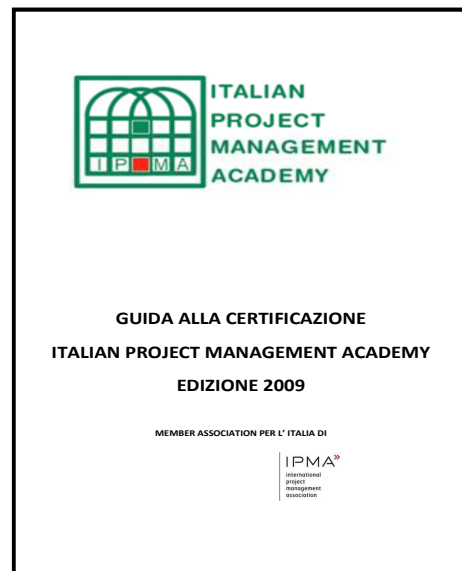 ITALIAN
PROJECT
MANAGEMENT
ACADEMY
I P M A
GUIDA ALLA CERTIFICAZIONE
ITALIAN PROJECT MANAGEMENT ACADEMY
EDIZIONE 2009
MEMBER ASSOCIATION PER L' ITALIA DI
IPMA»
international
project
management
association